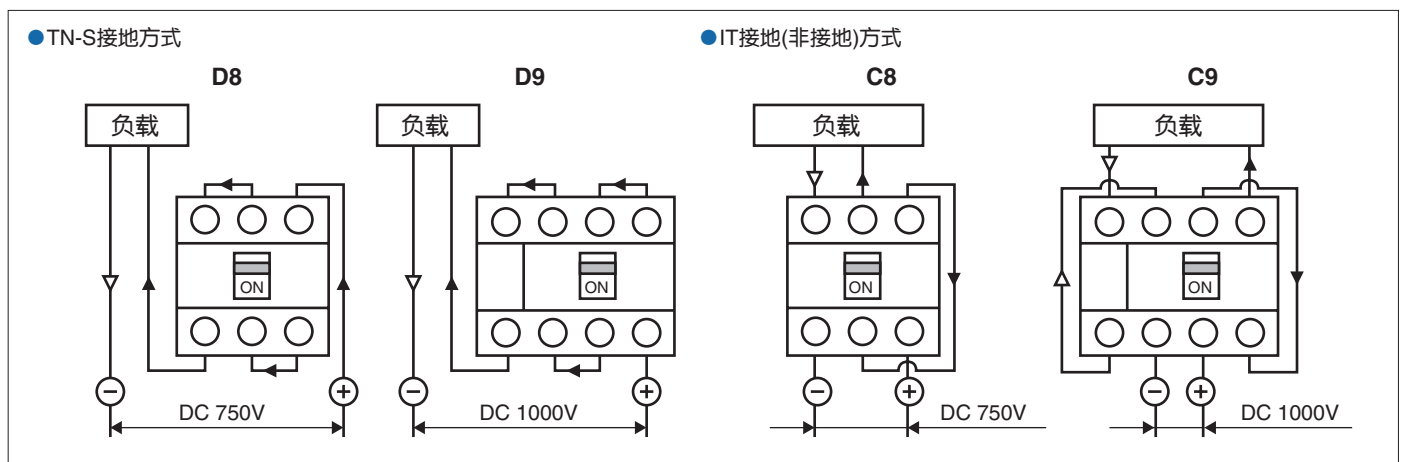 ●TN-S接地方式
●IT接地(非接地)方式
D8
D9
C8
C9
负载
负载
负载
负载
ON
ON
ON
ON
− +
− +
− +
− +
DC 750V
DC 1000V
DC 750V
DC 1000V